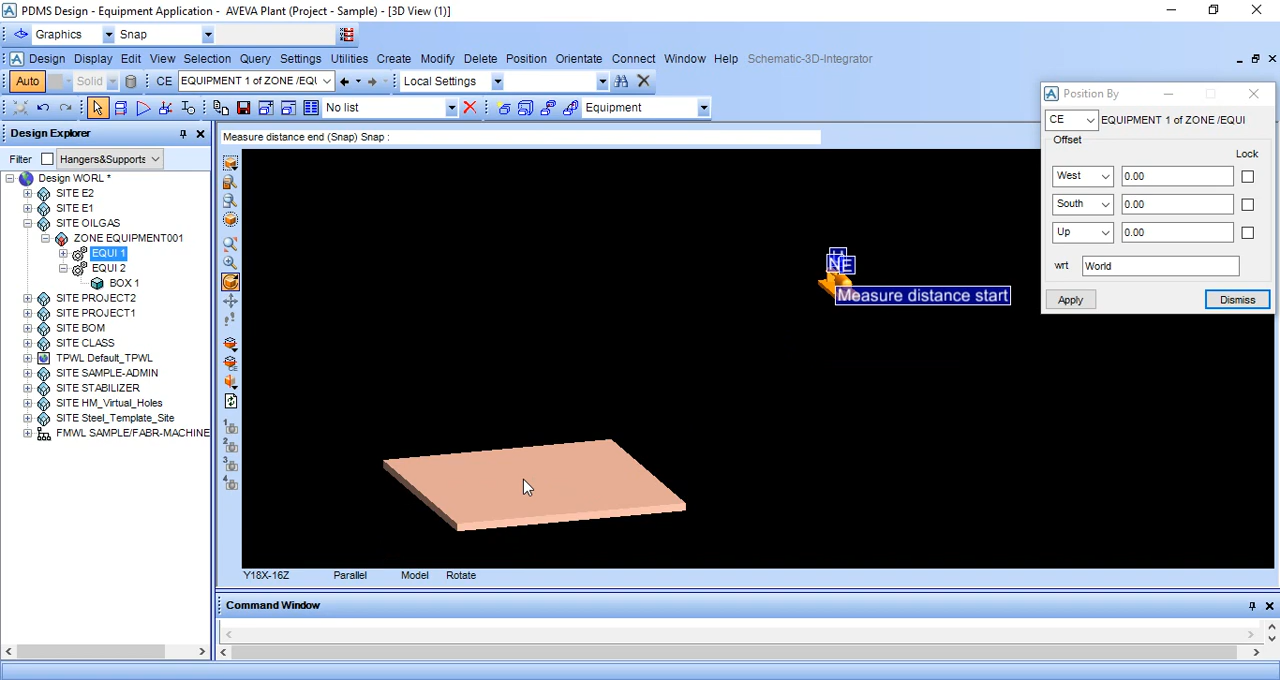 PDMS Design - Equipment Application - AVEVA Plant (Project - Sample) - [3D View (1)]
Graphics Snap
Design Display Edit View Selection Query Settings Utilities Create Modify Delete Position Orientate Connect Window Help Schematic-3D-Integrator
Auto Solid CE EQUIPMENT 1 of ZONE /EQUI Local Settings
No list Equipment
Design Explorer
Filter Hangers&Supports
Design WORL *
SITE E2
SITE E1
SITE OILGAS
ZONE EQUIPMENT001
EQUI 1
EQUI 2
BOX 1
SITE PROJECT2
SITE PROJECT1
SITE BOM
SITE CLASS
TPWL Default_TPWL
SITE SAMPLE-ADMIN
SITE STABILIZER
SITE HM_Virtual_Holes
SITE Steel_Template_Site
FMWL SAMPLE/FABR-MACHINE
Measure distance end (Snap) Snap :
N E
Measure distance start
1
2
3
4
Y18X-16Z Parallel Model Rotate
Command Window
Position By
CE EQUIPMENT 1 of ZONE /EQUI
Offset
Lock
West 0.00
South 0.00
Up 0.00
wrt World
Apply Dismiss